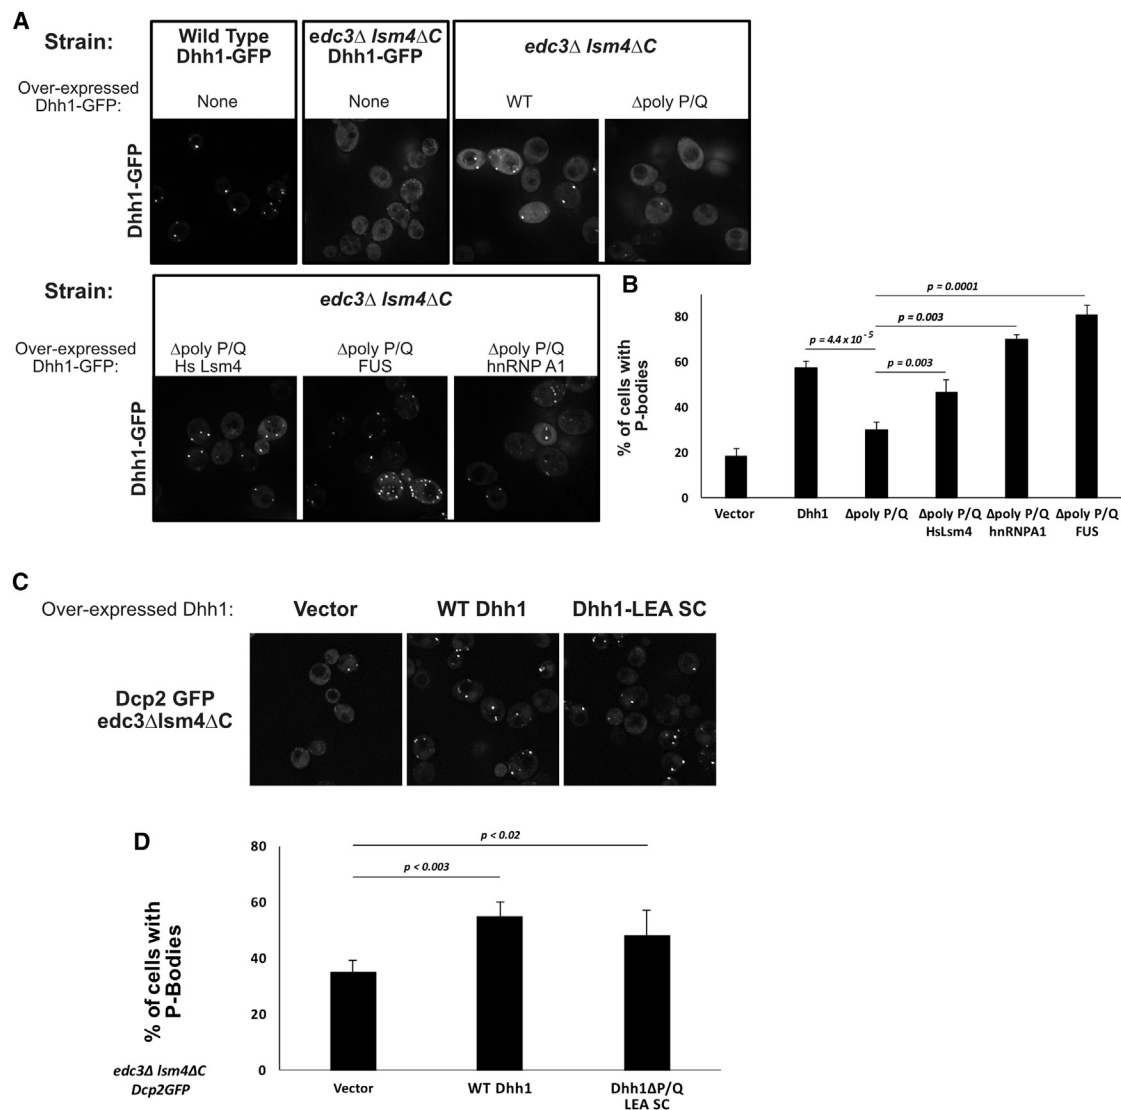 A
Strain:
Wild Type
Dhh1-GFP
edc3Δ lsm4ΔC
Dhh1-GFP
edc3Δ lsm4ΔC
Over-expressed
Dhh1-GFP:
None
None
WT
Δpoly P/Q
Dhh1-GFP
Strain:
edc3Δ lsm4ΔC
Over-expressed
Dhh1-GFP:
Δpoly P/Q
Hs Lsm4
Δpoly P/Q
FUS
Δpoly P/Q
hnRNP A1
Dhh1-GFP
B
% of cells with
P-bodies
80
60
40
20
0
p = 0.0001
p = 0.003
p = 4.4 x 10⁻⁵
p = 0.003
Vector
Dhh1
Δpoly P/Q
Δpoly P/Q
HsLsm4
Δpoly P/Q
hnRNPA1
Δpoly P/Q
FUS
C
Over-expressed Dhh1:
Vector
WT Dhh1
Dhh1-LEA SC
Dcp2 GFP
edc3Δlsm4ΔC
D
% of cells with
P-Bodies
80
60
40
20
0
p < 0.02
p < 0.003
edc3Δ lsm4ΔC
Dcp2GFP
Vector
WT Dhh1
Dhh1ΔP/Q
LEA SC